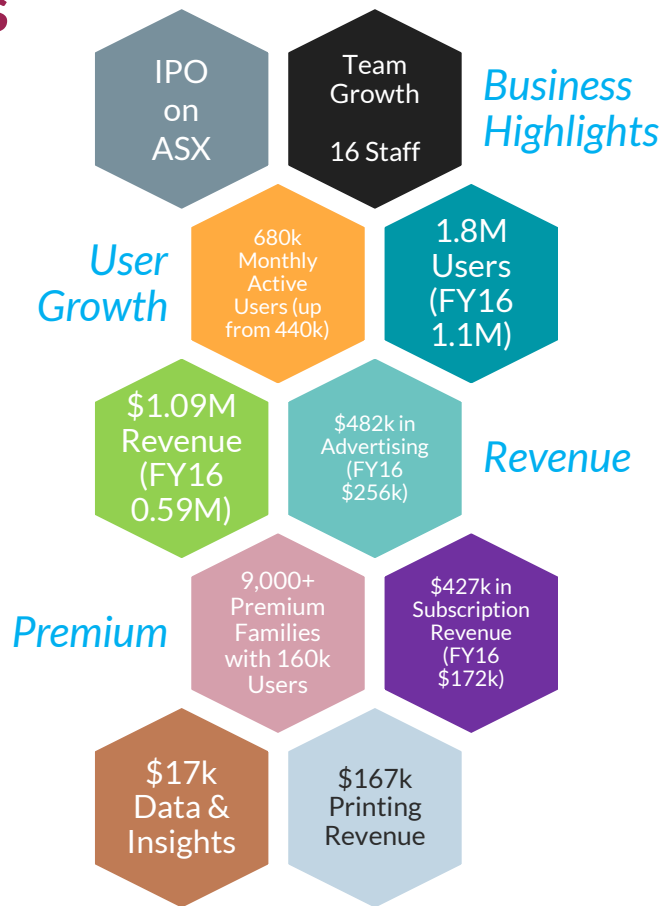 s
IPO
on
ASX
Team
Growth
16 Staff
Business
Highlights
User
Growth
680k
Monthly
Active
Users (up
from 440k)
1.8M
Users
(FY16
1.1M)
$1.09M
Revenue
(FY16
0.59M)
$482k in
Advertising
(FY16
$256k)
Revenue
Premium
9,000+
Premium
Families
with 160k
Users
$427k in
Subscription
Revenue
(FY16
$172k)
$17k
Data &
Insights
$167k
Printing
Revenue